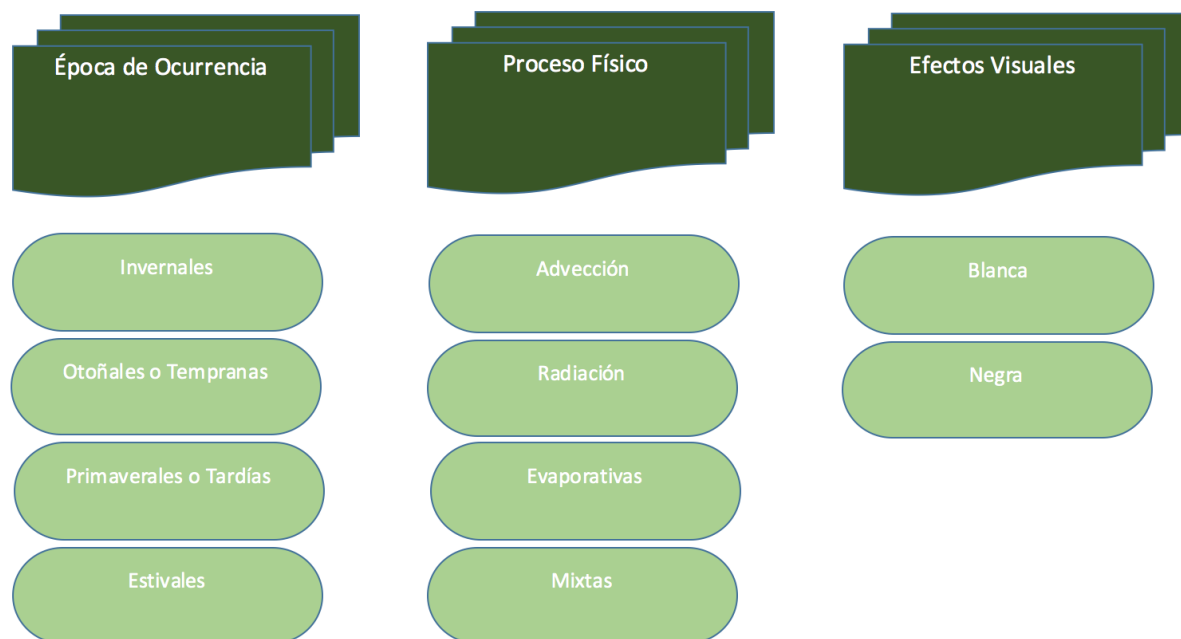 Época de Ocurrencia
Invernales
Otoñales o Tempranas
Primaverales o Tardías
Estivales
Proceso Físico
Advección
Radiación
Evaporativas
Mixtas
Efectos Visuales
Blanca
Negra